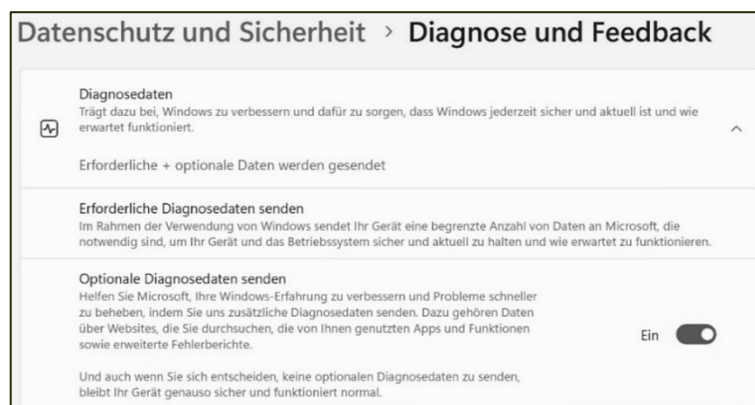 Datenschutz und Sicherheit > Diagnose und Feedback
Diagnosedaten
Trägt dazu bei, Windows zu verbessern und dafür zu sorgen, dass Windows jederzeit sicher und aktuell ist und wie
erwartet funktioniert.
Erforderliche + optionale Daten werden gesendet
Erforderliche Diagnosedaten senden
Im Rahmen der Verwendung von Windows sendet Ihr Gerät eine begrenzte Anzahl von Daten an Microsoft, die
notwendig sind, um Ihr Gerät und das Betriebssystem sicher und aktuell zu halten und wie erwartet zu funktionieren.
Optionale Diagnosedaten senden
Helfen Sie Microsoft, Ihre Windows-Erfahrung zu verbessern und Probleme schneller
zu beheben, indem Sie uns zusätzliche Diagnosedaten senden. Dazu gehören Daten
über Websites, die Sie durchsuchen, die von Ihnen genutzten Apps und Funktionen
sowie erweiterte Fehlerberichte.
Ein
Und auch wenn Sie sich entscheiden, keine optionalen Diagnosedaten zu senden,
bleibt Ihr Gerät genauso sicher und funktioniert normal.